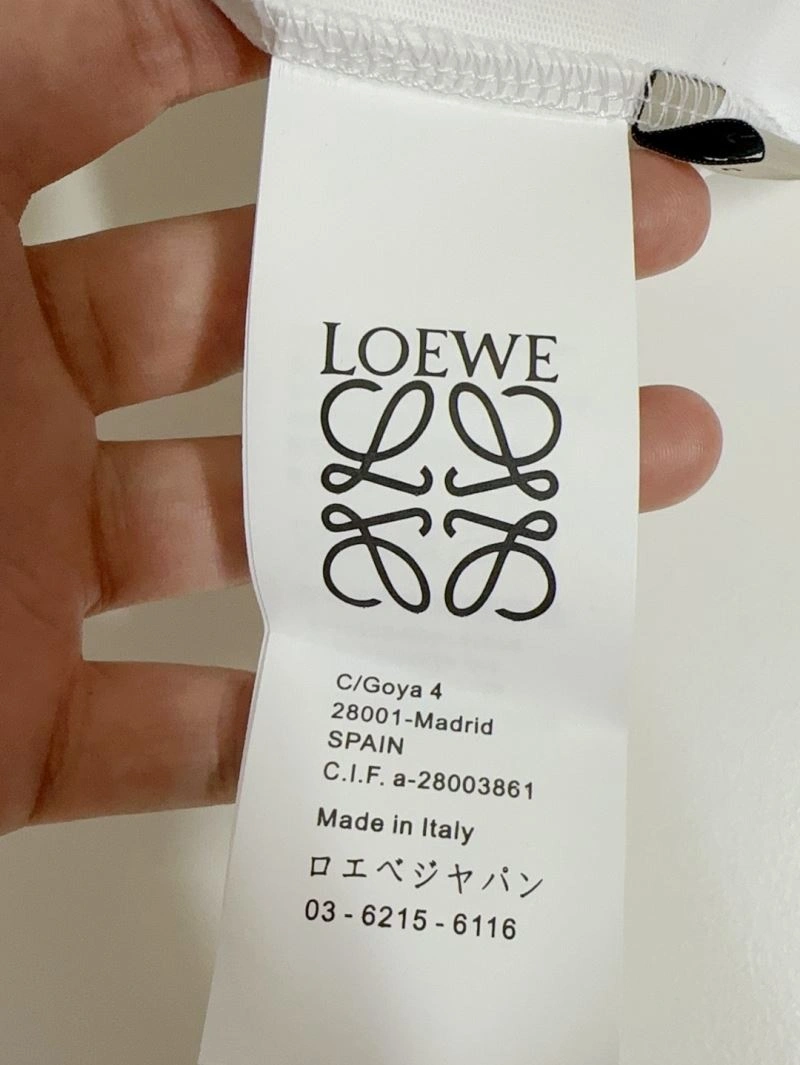 LOEWE
C/Goya 4
28001-Madrid
SPAIN
C.I.F. a-28003861
Made in Italy
ロエベジヤパン
03 - 6215 - 6116